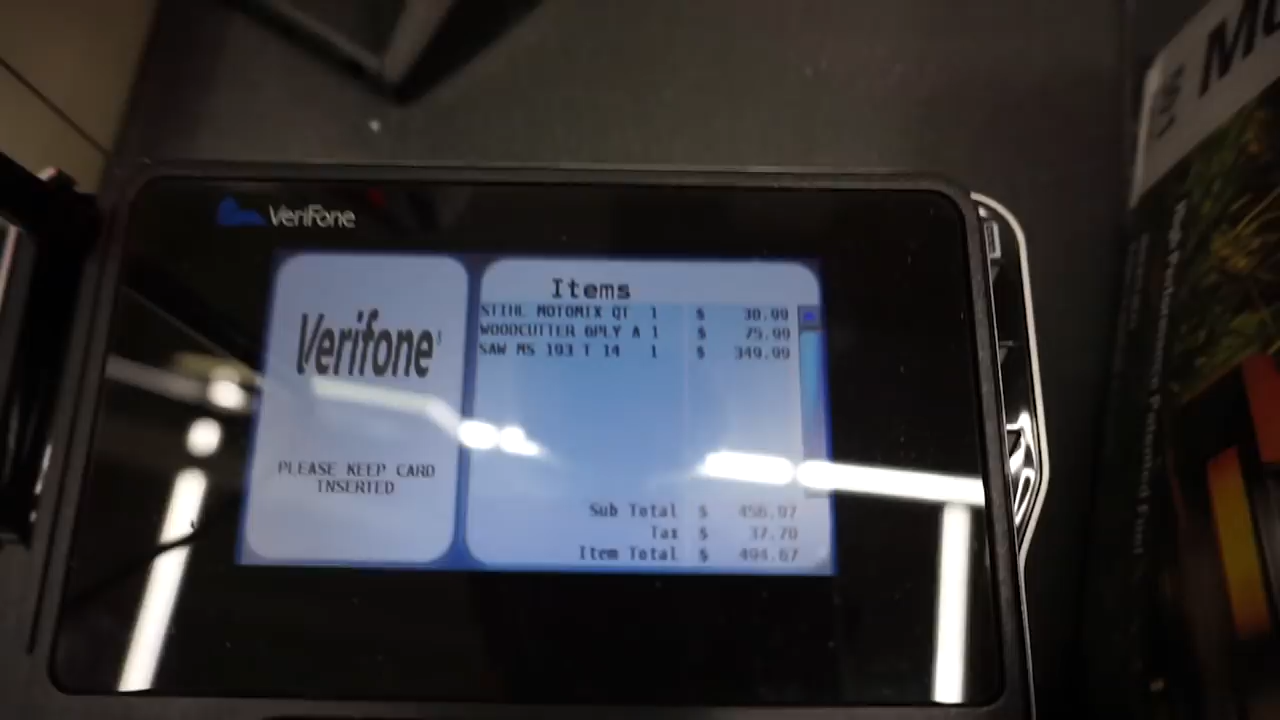 VeriFone
Verifone
PLEASE KEEP CARD
INSERTED
Items
STIHL MOTOMIX QT 1 $ 30.99
WOODCUTTER 6PLY A 1 $ 75.99
SAW MS 193 T 14 1 $ 349.99
Sub Total $ 456.97
Tax $ 37.70
Item Total $ 494.67